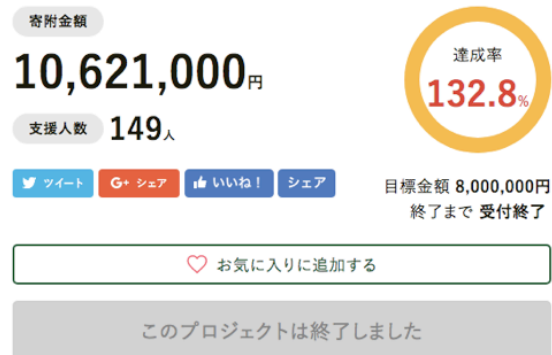 寄附金額
10,621,000円
支援人数 149人
ツイート G+ シェア いいね! シェア
達成率
132.8%
目標金額 8,000,000円
終了まで 受付終了
お気に入りに追加する
このプロジェクトは終了しました